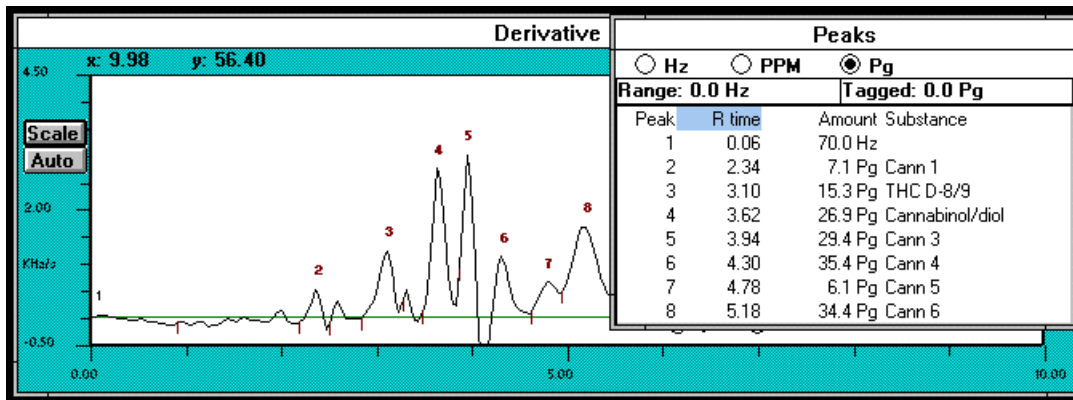 Derivative
x: 9.98 y: 56.40
4.50
Scale
Auto
2.00
KHz/s
-0.50
1
2
3
4
5
6
7
8
0.00 5.00 10.00
Peaks
Hz PPM Pg
Range: 0.0 Hz Tagged: 0.0 Pg
Peak R time Amount Substance
1 0.06 70.0 Hz
2 2.34 7.1 Pg Cann 1
3 3.10 15.3 Pg THC D-8/9
4 3.62 26.9 Pg Cannabinol/diol
5 3.94 29.4 Pg Cann 3
6 4.30 35.4 Pg Cann 4
7 4.78 6.1 Pg Cann 5
8 5.18 34.4 Pg Cann 6